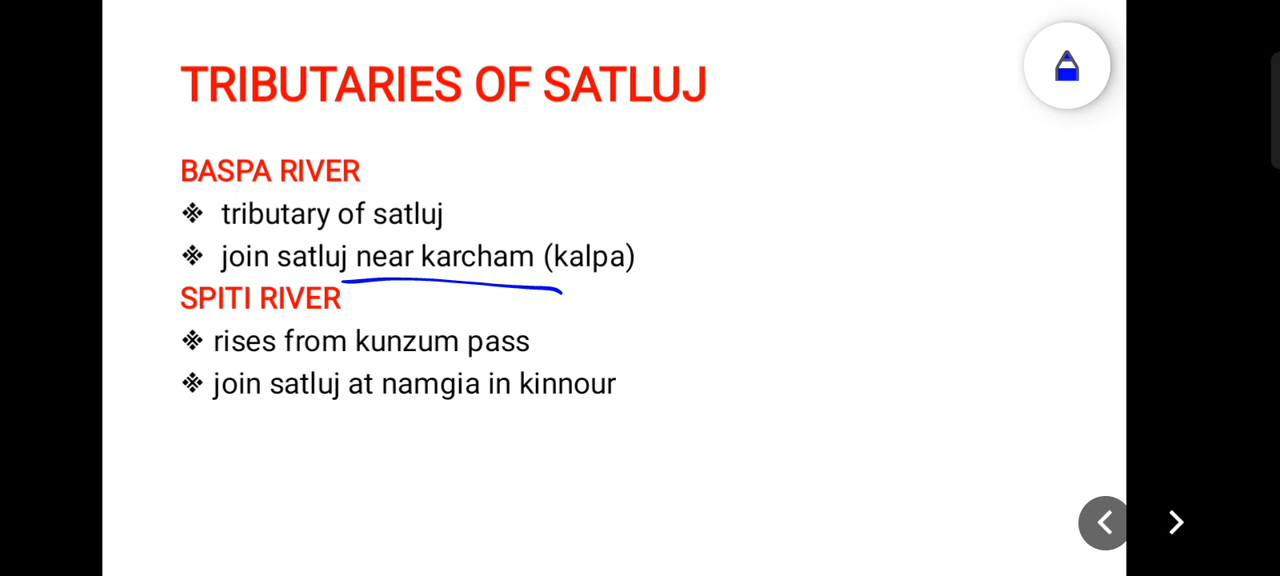 TRIBUTARIES OF SATLUJ
BASPA RIVER
❖ tributary of satluj
❖ join satluj near karcham (kalpa)
SPITI RIVER
❖ rises from kunzum pass
❖ join satluj at namgia in kinnour